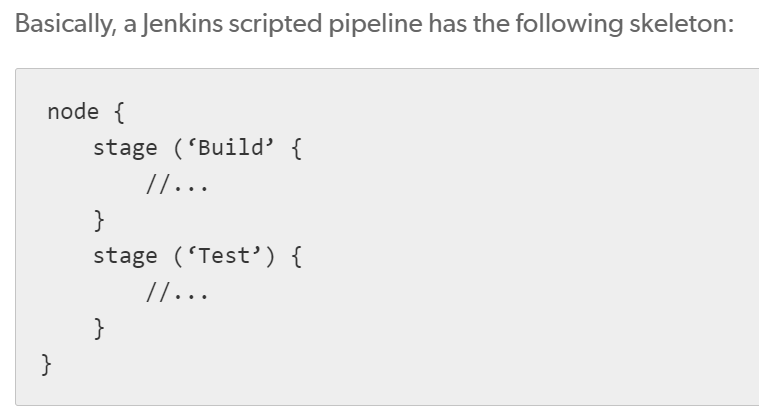 Basically, a Jenkins scripted pipeline has the following skeleton:
node {
stage (‘Build’ {
//...
}
stage (‘Test’) {
//...
}
}